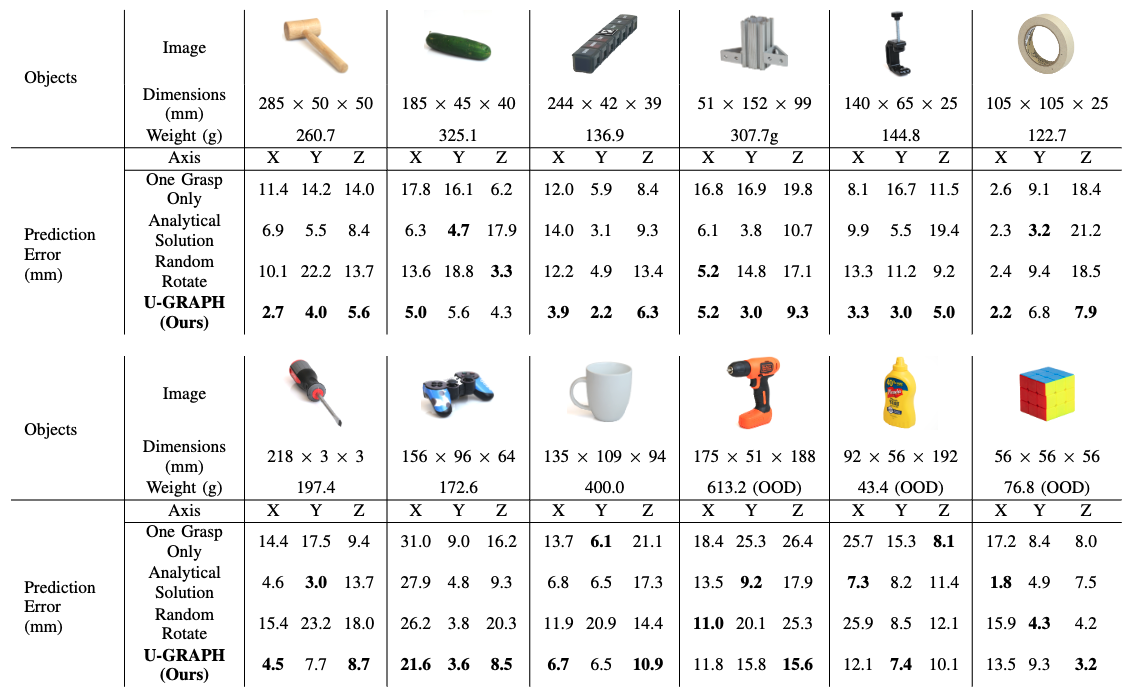 Image
Objects
Dimensions
(mm)
285 × 50 × 50 185 × 45 × 40 244 × 42 × 39 51 × 152 × 99 140 × 65 × 25 105 × 105 × 25
Weight (g) 260.7 325.1 136.9 307.7g 144.8 122.7
Axis X Y Z X Y Z X Y Z X Y Z X Y Z X Y Z
One Grasp
Only
11.4 14.2 14.0 17.8 16.1 6.2 12.0 5.9 8.4 16.8 16.9 19.8 8.1 16.7 11.5 2.6 9.1 18.4
Analytical
Solution
6.9 5.5 8.4 6.3 4.7 17.9 14.0 3.1 9.3 6.1 3.8 10.7 9.9 5.5 19.4 2.3 3.2 21.2
Prediction
Error
(mm)
Random
Rotate
10.1 22.2 13.7 13.6 18.8 3.3 12.2 4.9 13.4 5.2 14.8 17.1 13.3 11.2 9.2 2.4 9.4 18.5
U-GRAPH
(Ours)
2.7 4.0 5.6 5.0 5.6 4.3 3.9 2.2 6.3 5.2 3.0 9.3 3.3 3.0 5.0 2.2 6.8 7.9
Image
Objects
Dimensions
(mm)
218 × 3 × 3 156 × 96 × 64 135 × 109 × 94 175 × 51 × 188 92 × 56 × 192 56 × 56 × 56
Weight (g) 197.4 172.6 400.0 613.2 (OOD) 43.4 (OOD) 76.8 (OOD)
Axis X Y Z X Y Z X Y Z X Y Z X Y Z X Y Z
One Grasp
Only
14.4 17.5 9.4 31.0 9.0 16.2 13.7 6.1 21.1 18.4 25.3 26.4 25.7 15.3 8.1 17.2 8.4 8.0
Analytical
Solution
4.6 3.0 13.7 27.9 4.8 9.3 6.8 6.5 17.3 13.5 9.2 17.9 7.3 8.2 11.4 1.8 4.9 7.5
Prediction
Error
(mm)
Random
Rotate
15.4 23.2 18.0 26.2 3.8 20.3 11.9 20.9 14.4 11.0 20.1 25.3 25.9 8.5 12.1 15.9 4.3 4.2
U-GRAPH
(Ours)
4.5 7.7 8.7 21.6 3.6 8.5 6.7 6.5 10.9 11.8 15.8 15.6 12.1 7.4 10.1 13.5 9.3 3.2